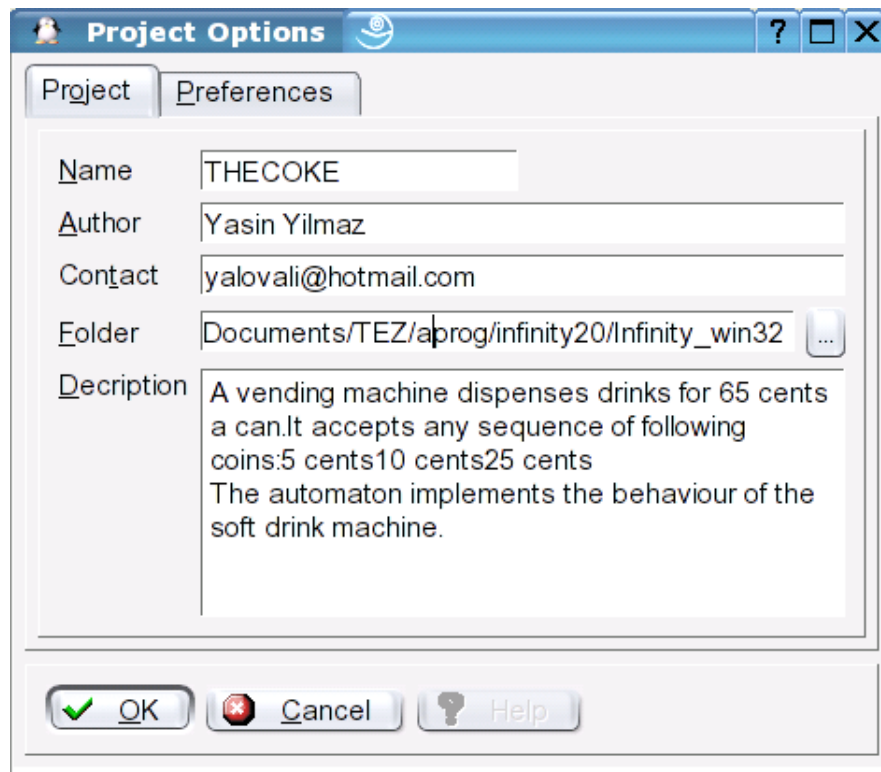 Project Options
Project Preferences
Name THECOKE
Author Yasin Yilmaz
Contact yalovali@hotmail.com
Folder Documents/TEZ/aprog/infinity20/Infinity_win32 ...
Decription A vending machine dispenses drinks for 65 cents
a can.It accepts any sequence of following
coins:5 cents10 cents25 cents
The automaton implements the behaviour of the
soft drink machine.
OK Cancel Help